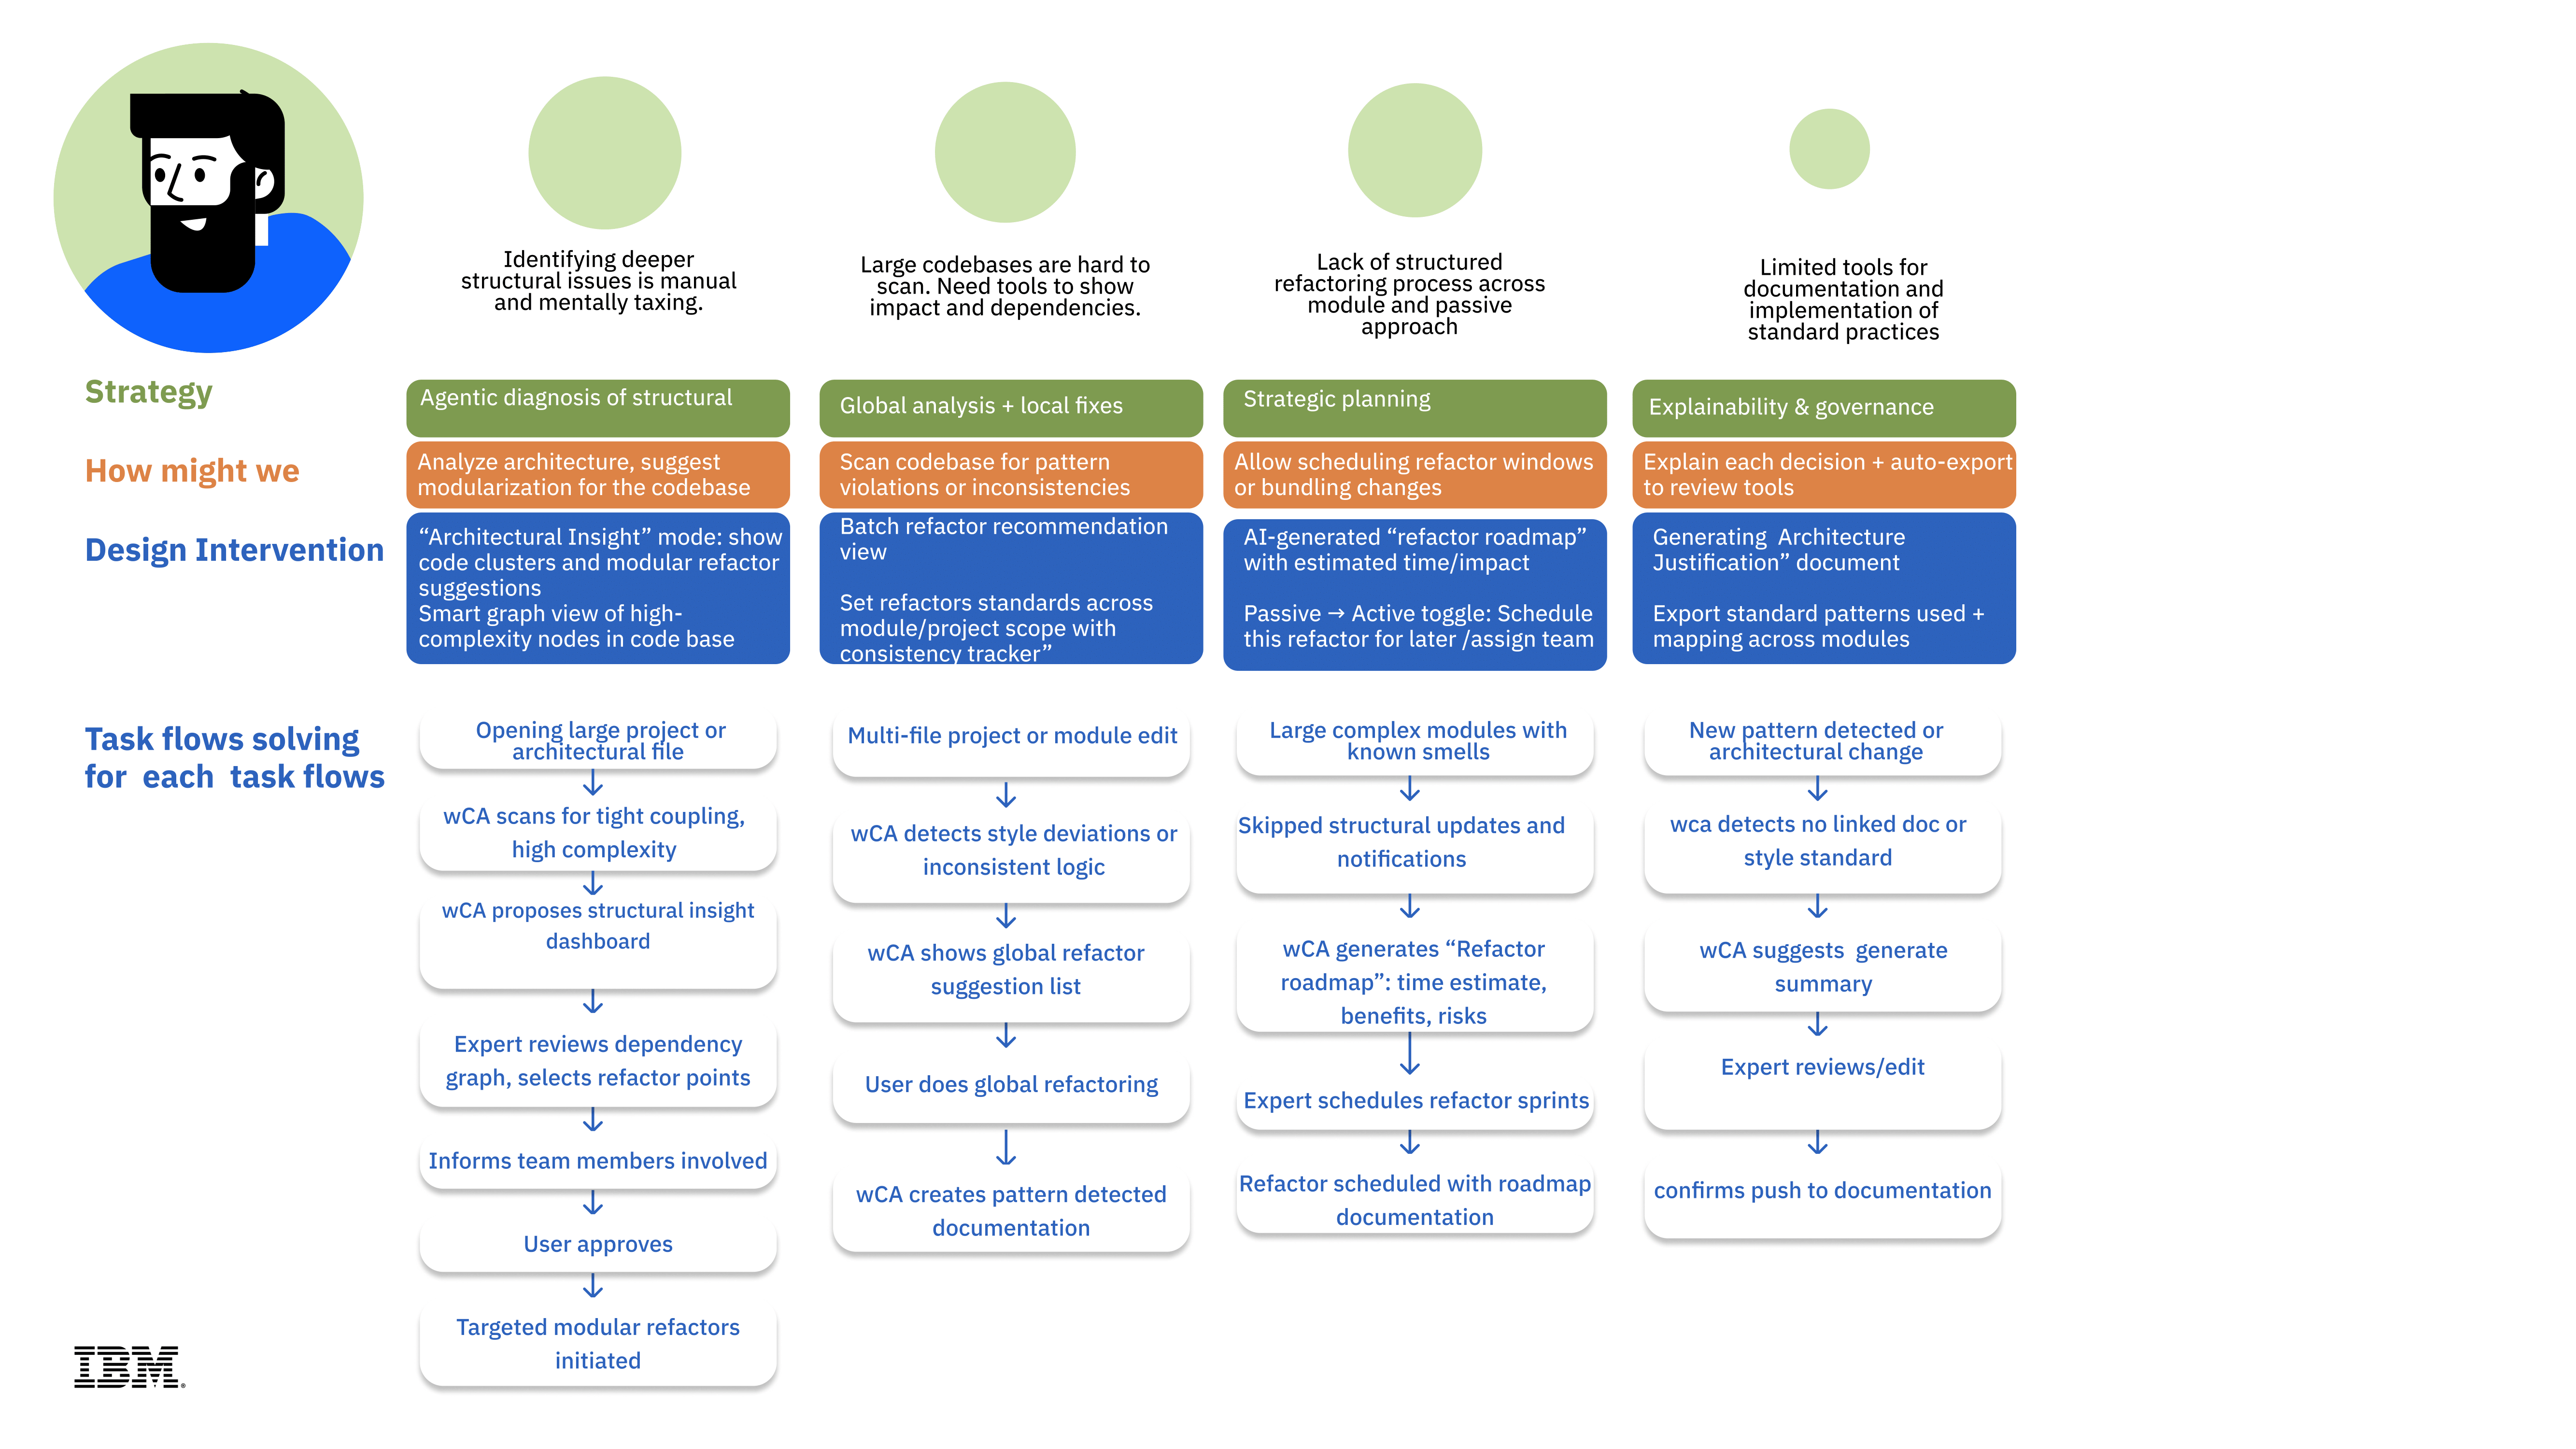 Identifying deeper
structural issues is manual
and mentally taxing.
Large codebases are hard to
scan. Need tools to show
impact and dependencies.
Lack of structured
refactoring process across
module and passive
approach
Limited tools for
documentation and
implementation of
standard practices
Strategy
Agentic diagnosis of structural
Global analysis + local fixes
Strategic planning
Explainability & governance
How might we
Analyze architecture, suggest
modularization for the codebase
Scan codebase for pattern
violations or inconsistencies
Allow scheduling refactor windows
or bundling changes
Explain each decision + auto-export
to review tools
Design Intervention
“Architectural Insight” mode: show
code clusters and modular refactor
suggestions
Smart graph view of high-
complexity nodes in code base
Batch refactor recommendation
view
Set refactors standards across
module/project scope with
consistency tracker”
AI-generated “refactor roadmap”
with estimated time/impact
Passive → Active toggle: Schedule
this refactor for later /assign team
Generating  Architecture
Justification” document
Export standard patterns used +
mapping across modules
Task flows solving
for  each  task flows
Opening large project or
architectural file
wCA scans for tight coupling,
high complexity
wCA proposes structural insight
dashboard
Expert reviews dependency
graph, selects refactor points
Informs team members involved
User approves
Targeted modular refactors
initiated
Multi-file project or module edit
wCA detects style deviations or
inconsistent logic
wCA shows global refactor
suggestion list
User does global refactoring
wCA creates pattern detected
documentation
Large complex modules with
known smells
Skipped structural updates and
notifications
wCA generates “Refactor
roadmap”: time estimate,
benefits, risks
Expert schedules refactor sprints
Refactor scheduled with roadmap
documentation
New pattern detected or
architectural change
wca detects no linked doc or
style standard
wCA suggests  generate
summary
Expert reviews/edit
confirms push to documentation
IBM®